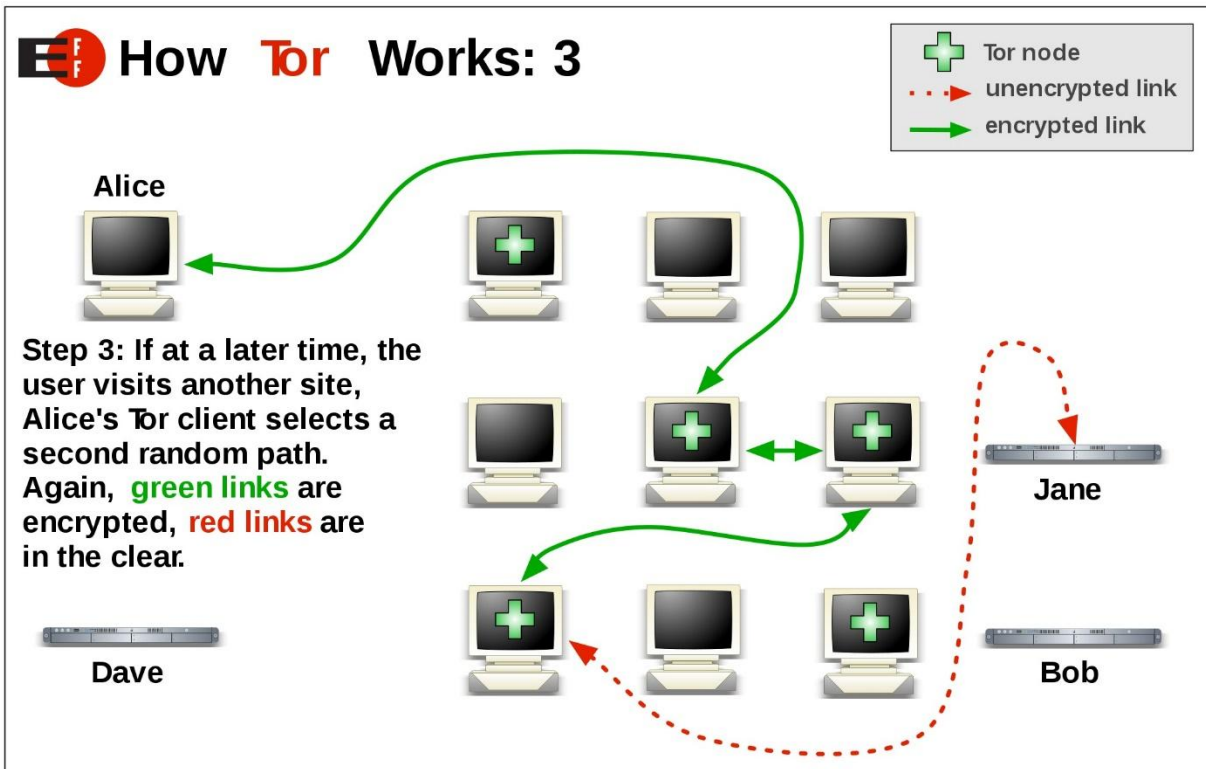 EFF How Tor Works: 3
Tor node
unencrypted link
encrypted link
Alice
Step 3: If at a later time, the
user visits another site,
Alice's Tor client selects a
second random path.
Again, green links are
encrypted, red links are
in the clear.
Jane
Dave
Bob